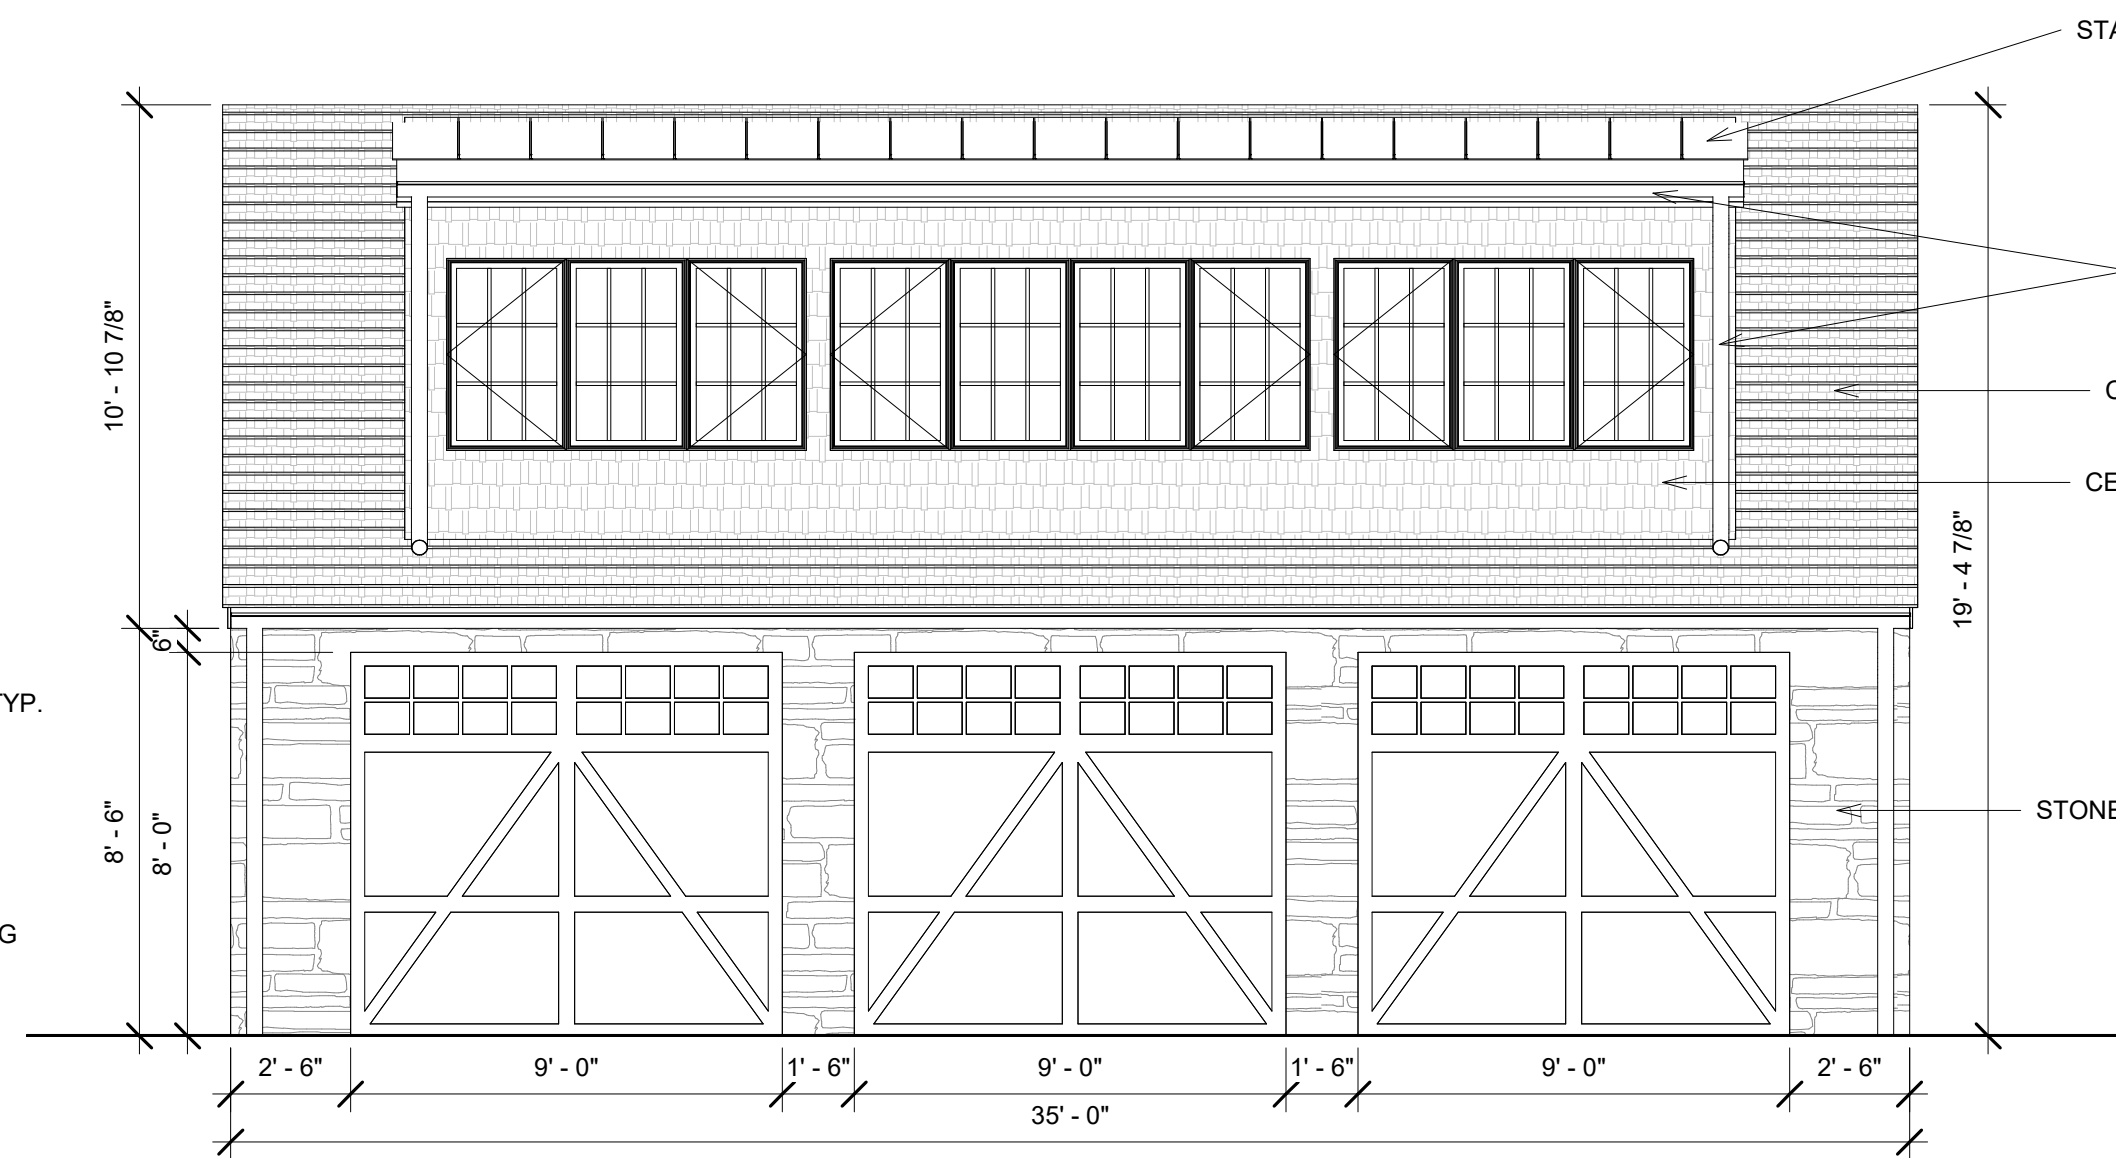 STA
10' - 10 7/8"
C
CE
19' - 4 7/8"
6"
TYP.
8' - 6"
8' - 0"
STONE
G
2' - 6"
9' - 0"
1' - 6"
9' - 0"
1' - 6"
9' - 0"
2' - 6"
35' - 0"